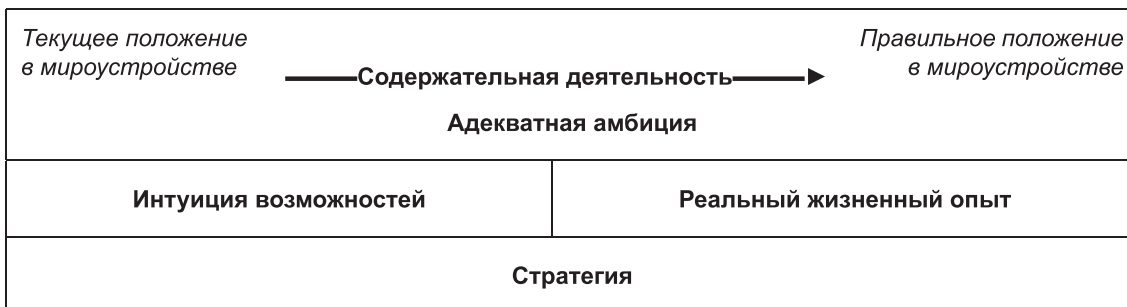 Текущее положение
в мироустройстве
Правильное положение
в мироустройстве
Содержательная деятельность
Адекватная амбиция
Интуиция возможностей
Реальный жизненный опыт
Стратегия